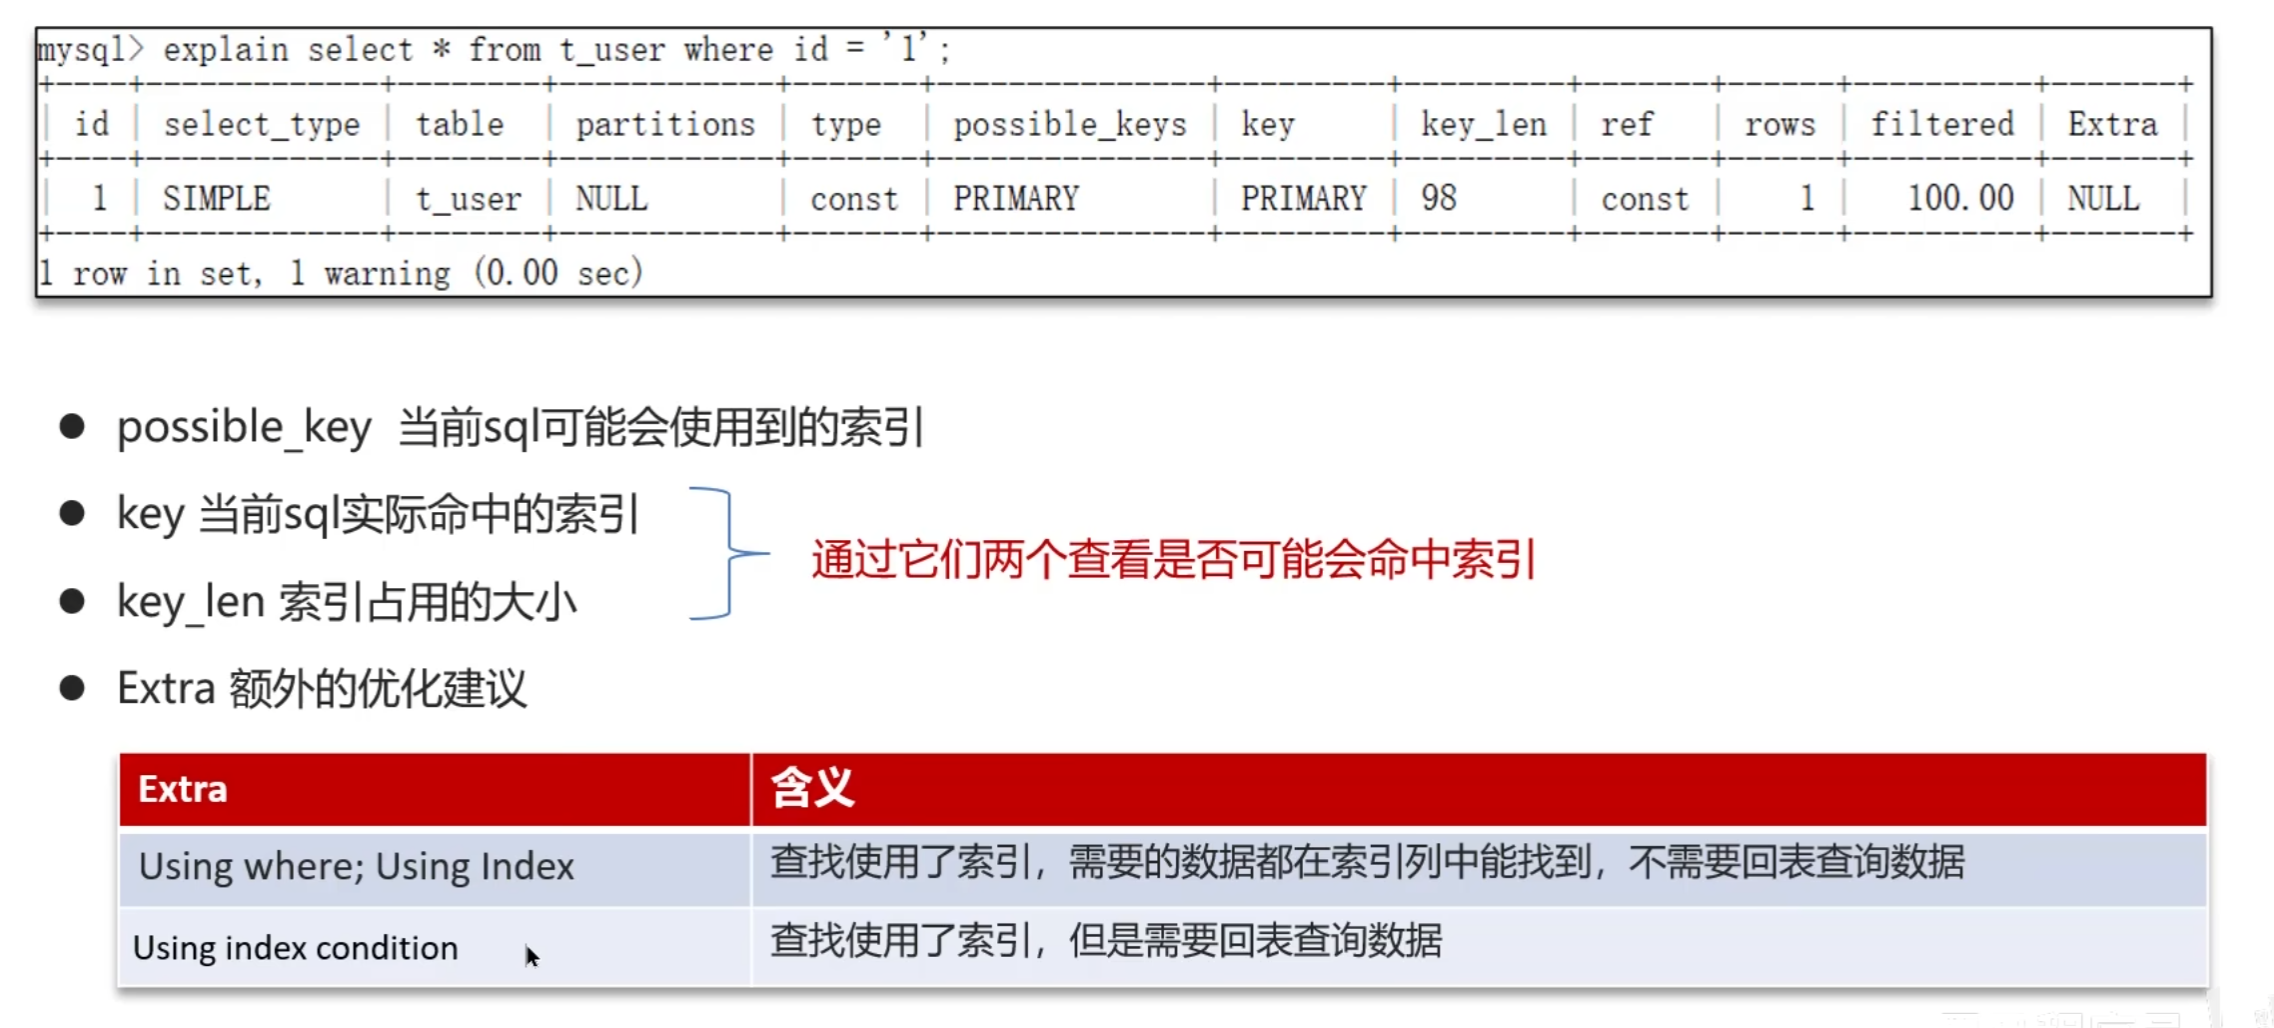 mysql> explain select * from t_user where id = '1';
+----+-------------+--------+------------+-------+---------------+---------+---------+-------+------+----------+-------+
| id | select_type | table | partitions | type | possible_keys | key | key_len | ref | rows | filtered | Extra |
+----+-------------+--------+------------+-------+---------------+---------+---------+-------+------+----------+-------+
| 1 | SIMPLE | t_user | NULL | const | PRIMARY | PRIMARY | 98 | const | 1 | 100.00 | NULL |
+----+-------------+--------+------------+-------+---------------+---------+---------+-------+------+----------+-------+
1 row in set, 1 warning (0.00 sec)
● possible_key 当前sql可能会使用到的索引
● key 当前sql实际命中的索引
● key_len 索引占用的大小
通过它们两个查看是否可能会命中索引
● Extra 额外的优化建议
Extra 含义
Using where; Using Index 查找使用了索引，需要的数据都在索引列中能找到，不需要回表查询数据
Using index condition 查找使用了索引，但是需要回表查询数据